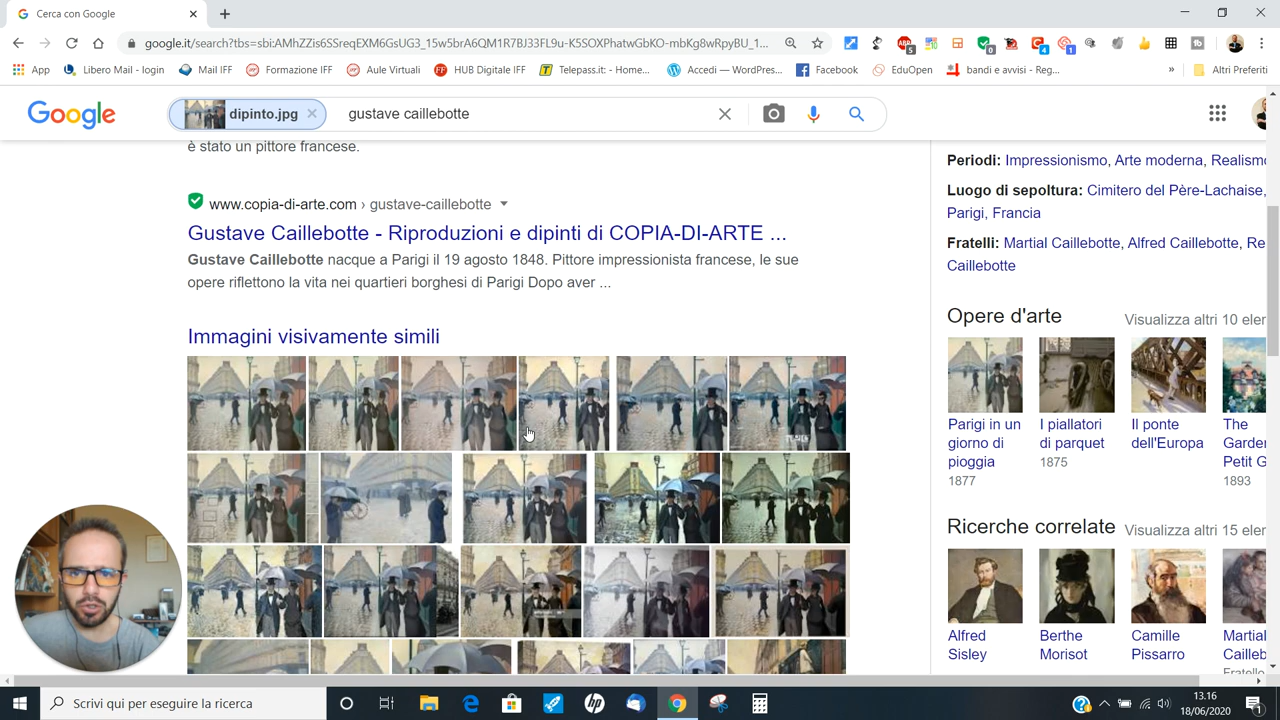 Cerca con Google
google.it/search?tbs=sbi:AMhZZis6SSreqEXM6GsUG3_15w5brA6QM1R7BJ33FL9u-K5SOXPhatwGbKO-mbKg8wRpyBU_1...
App
Libero Mail - login
Mail IFF
Formazione IFF
Aule Virtuali
HUB Digitale IFF
Telepass.it: - Home...
Accedi — WordPress...
Facebook
EduOpen
bandi e avvisi - Reg...
»
Altri Preferiti
Google
dipinto.jpg
gustave caillebotte
è stato un pittore francese.
www.copia-di-arte.com › gustave-caillebotte
Gustave Caillebotte - Riproduzioni e dipinti di COPIA-DI-ARTE ...
Gustave Caillebotte nacque a Parigi il 19 agosto 1848. Pittore impressionista francese, le sue
opere riflettono la vita nei quartieri borghesi di Parigi Dopo aver ...
Immagini visivamente simili
Periodi: Impressionismo, Arte moderna, Realismo
Luogo di sepoltura: Cimitero del Père-Lachaise,
Parigi, Francia
Fratelli: Martial Caillebotte, Alfred Caillebotte, Re
Caillebotte
Opere d'arte
Visualizza altri 10 eler
Parigi in un
giorno di
pioggia
1877
I piallatori
di parquet
1875
Il ponte
dell'Europa
The
Garden
Petit G
1893
Ricerche correlate
Visualizza altri 15 eler
Alfred
Sisley
Berthe
Morisot
Camille
Pissarro
Martial
Cailleb
Fratello
Scrivi qui per eseguire la ricerca
13.16
18/06/2020